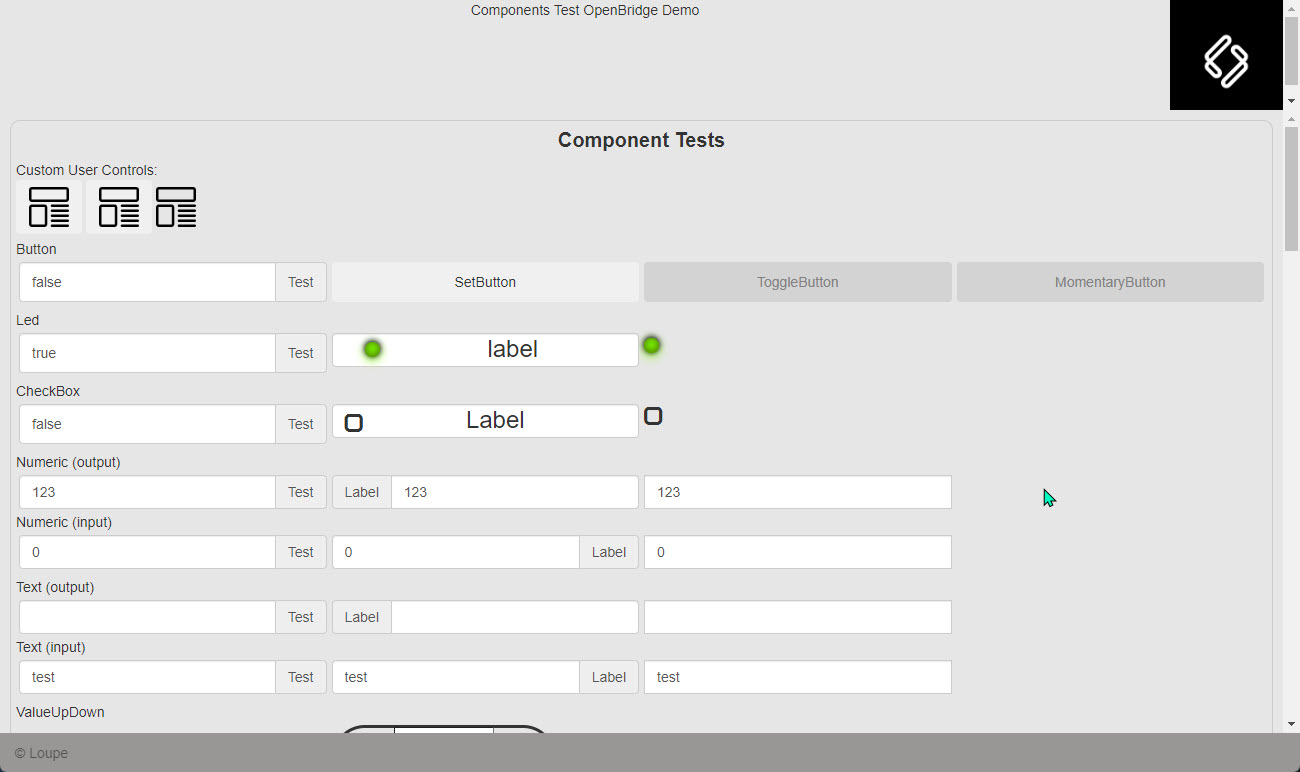 Components Test OpenBridge Demo
Component Tests
Custom User Controls:
Button
false Test SetButton ToggleButton MomentaryButton
Led
true Test label
CheckBox
false Test Label
Numeric (output)
123 Test Label 123 123
Numeric (input)
0 Test 0 Label 0
Text (output)
Test Label
Text (input)
test Test test Label test
ValueUpDown
© Loupe